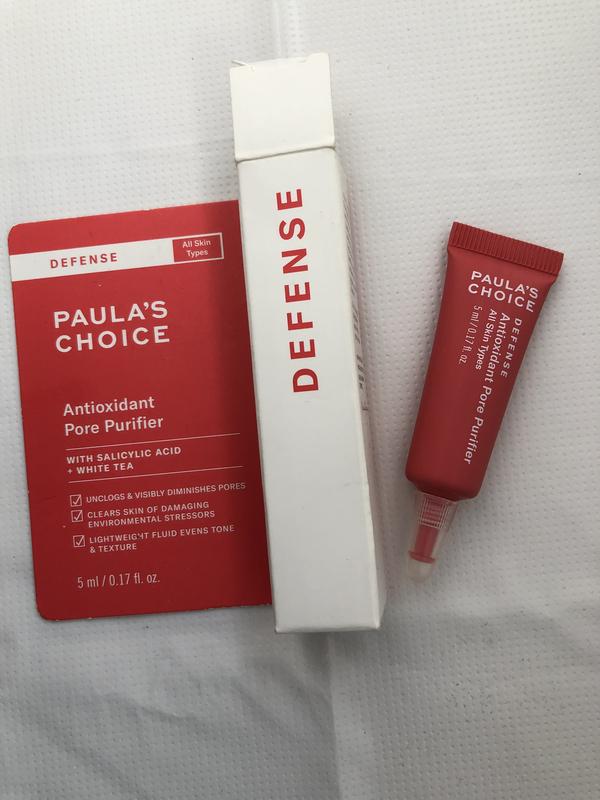 DEFENSE
All Skin
Types
PAULA'S
CHOICE
Antioxidant
Pore Purifier
WITH SALICYLIC ACID
+ WHITE TEA
UNCLOGS & VISIBLY DIMINISHES PORES
CLEARS SKIN OF DAMAGING
ENVIRONMENTAL STRESSORS
LIGHTWEIGHT FLUID EVENS TONE
& TEXTURE
5 ml / 0.17 fl. oz.
DEFENSE
PAULA'S
CHOICE
DEFENSE
Antioxidant Pore Purifier
All Skin Types
5 ml / 0.17 fl. oz.